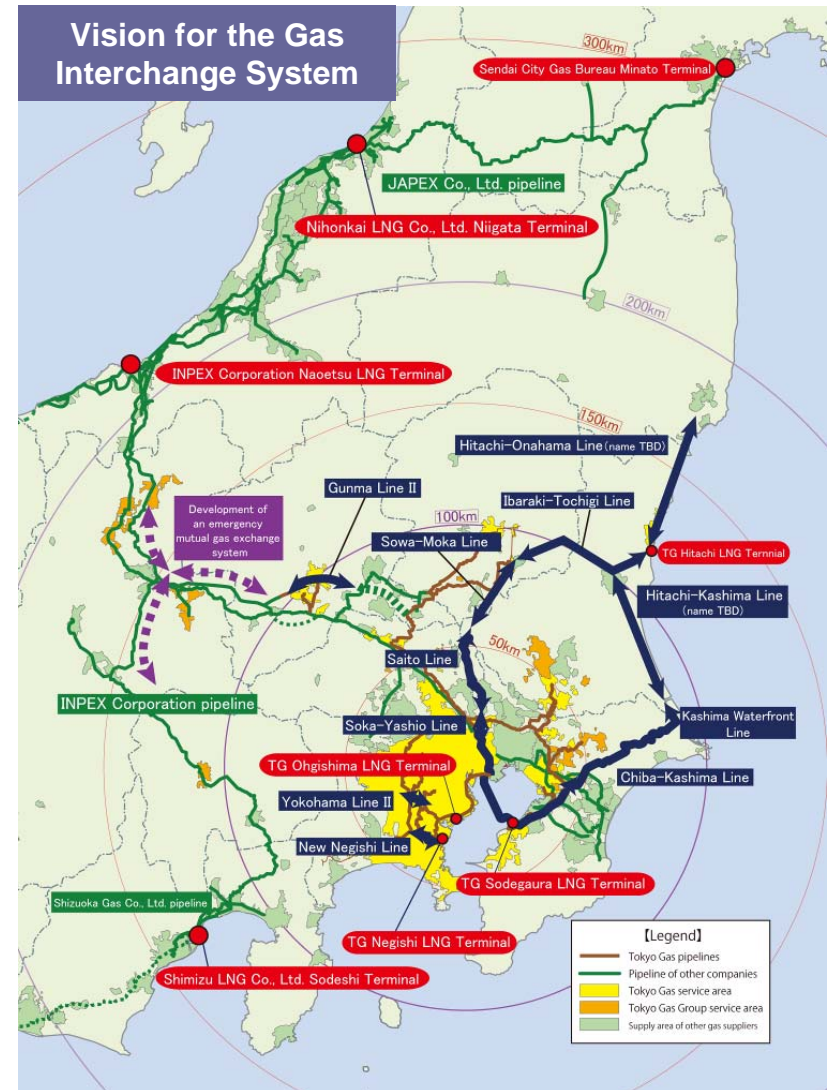 Vision for the Gas
Interchange System
300km
Sendai City Gas Bureau Minato Terminal
JAPEX Co., Ltd. pipeline
Nihonkai LNG Co., Ltd. Niigata Terminal
200km
INPEX Corporation Naoetsu LNG Terminal
150km
Hitachi-Onahama Line (name TBD)
Gunma Line II
Ibaraki-Tochigi Line
Development of
an emergency
mutual gas exchange
system
100km
Sowa-Moka Line
TG Hitachi LNG Ternnial
Hitachi-Kashima Line
(name TBD)
50km
Saito Line
INPEX Corporation pipeline
Soka-Yashio Line
Kashima Waterfront
Line
TG Ohgishima LNG Terminal
Chiba-Kashima Line
Yokohama Line II
New Negishi Line
TG Sodegaura LNG Terminal
Shizuoka Gas Co., Ltd. pipeline
TG Negishi LNG Terminal
Shimizu LNG Co., Ltd. Sodeshi Terminal
【Legend】
Tokyo Gas pipelines
Pipeline of other companies
Tokyo Gas service area
Tokyo Gas Group service area
Supply area of other gas suppliers